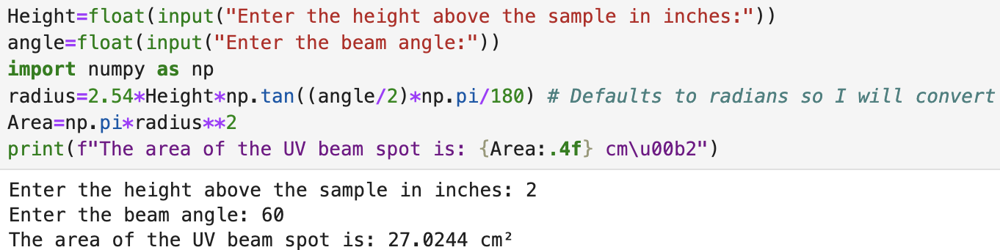 Height=float(input("Enter the height above the sample in inches:"))
angle=float(input("Enter the beam angle:"))
import numpy as np
radius=2.54*Height*np.tan((angle/2)*np.pi/180) # Defaults to radians so I will convert
Area=np.pi*radius**2
print(f"The area of the UV beam spot is: {Area:.4f} cm\u00b2")
Enter the height above the sample in inches: 2
Enter the beam angle: 60
The area of the UV beam spot is: 27.0244 cm²